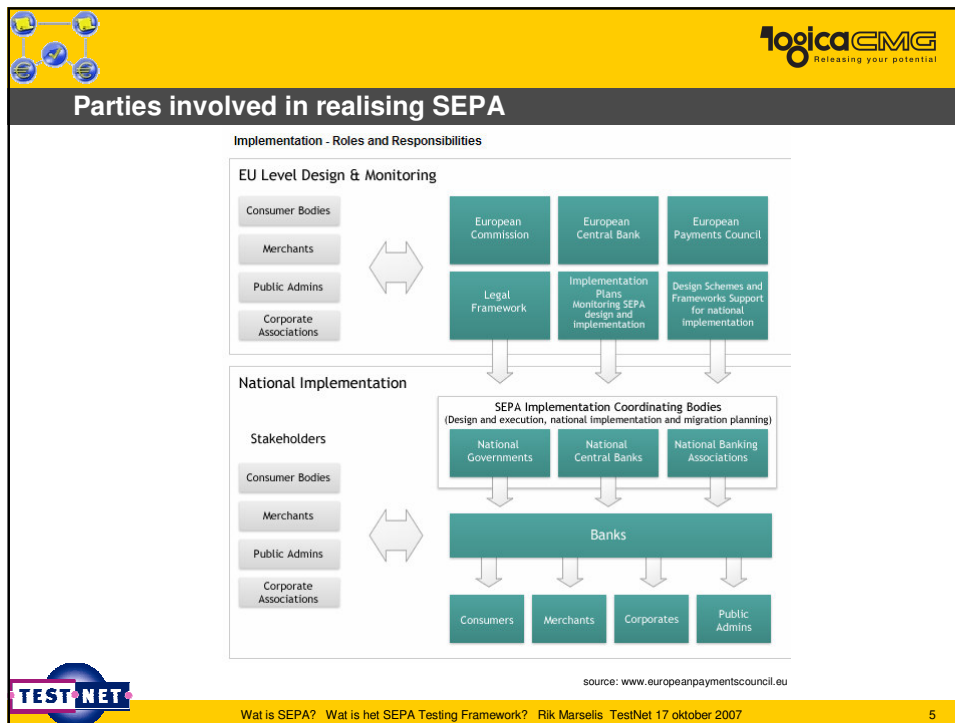 logicaCMG
Releasing your potential
Parties involved in realising SEPA
Implementation - Roles and Responsibilities
EU Level Design & Monitoring
Consumer Bodies
Merchants
Public Admins
Corporate
Associations
European
Commission
European
Central Bank
European
Payments Council
Legal
Framework
Implementation
Plans
Monitoring SEPA
design and
implementation
Design Schemes and
Frameworks Support
for national
implementation
National Implementation
Stakeholders
Consumer Bodies
Merchants
Public Admins
Corporate
Associations
SEPA Implementation Coordinating Bodies
(Design and execution, national implementation and migration planning)
National
Governments
National
Central Banks
National Banking
Associations
Banks
Consumers
Merchants
Corporates
Public
Admins
source: www.europeanpaymentscouncil.eu
TEST NET
Wat is SEPA? Wat is het SEPA Testing Framework? Rik Marselis TestNet 17 oktober 2007
5